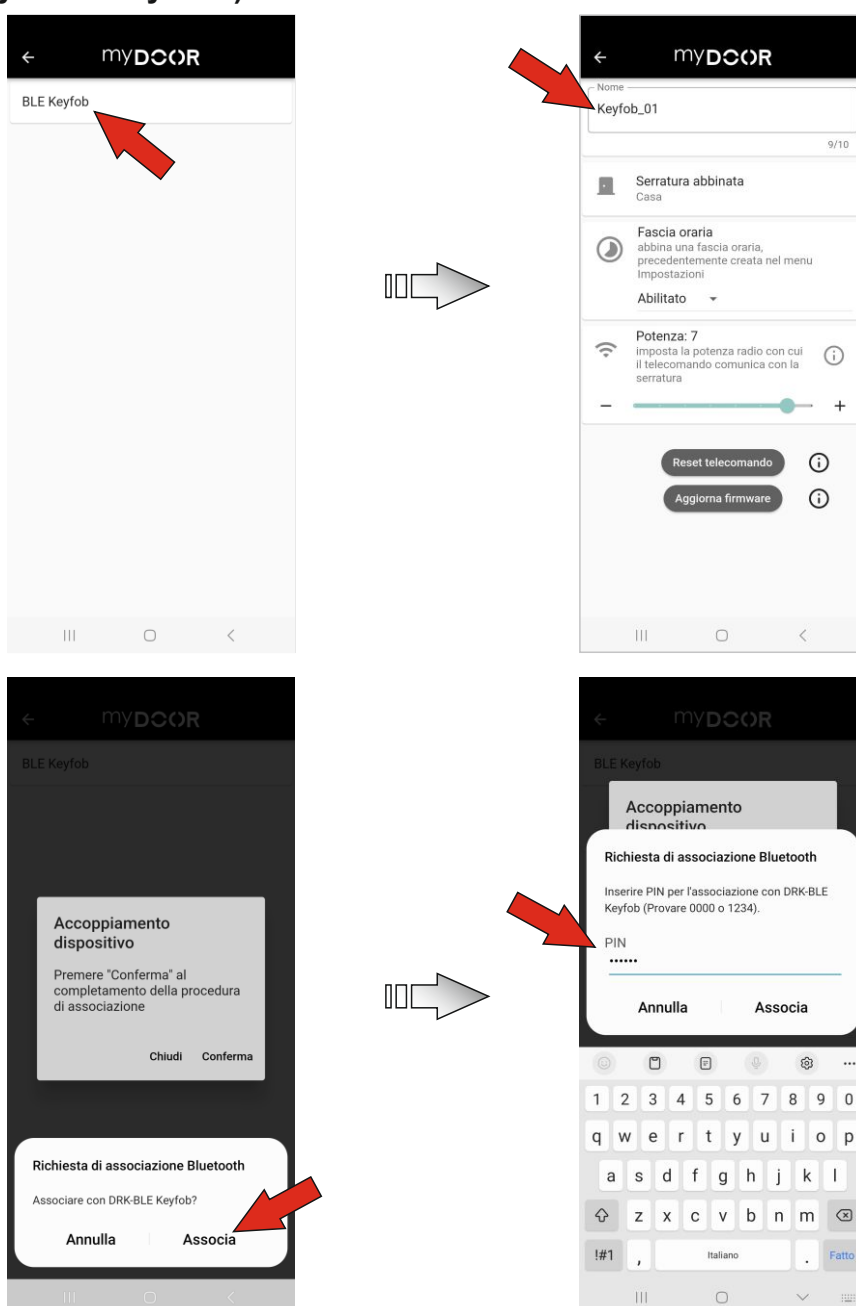 myDOOR
BLE Keyfob
myDOOR
Nome
Keyfob_01
9/10
Serratura abbinata
Casa
Fascia oraria
abbina una fascia oraria,
precedentemente creata nel menu
Impostazioni
Abilitato
Potenza: 7
imposta la potenza radio con cui
il telecomando comunica con la
serratura
Reset telecomando
Aggiorna firmware
myDOOR
BLE Keyfob
Accoppiamento
dispositivo
Premere "Conferma" al
completamento della procedura
di associazione
Chiudi Conferma
Richiesta di associazione Bluetooth
Associare con DRK-BLE Keyfob?
Annulla Associa
myDOOR
BLE Keyfob
Accoppiamento
dispositivo
Richiesta di associazione Bluetooth
Inserire PIN per l'associazione con DRK-BLE
Keyfob (Provare 0000 o 1234).
PIN
••••••
Annulla Associa
1 2 3 4 5 6 7 8 9 0
q w e r t y u i o p
a s d f g h j k l
z x c v b n m
!#1 , Italiano . Fatto